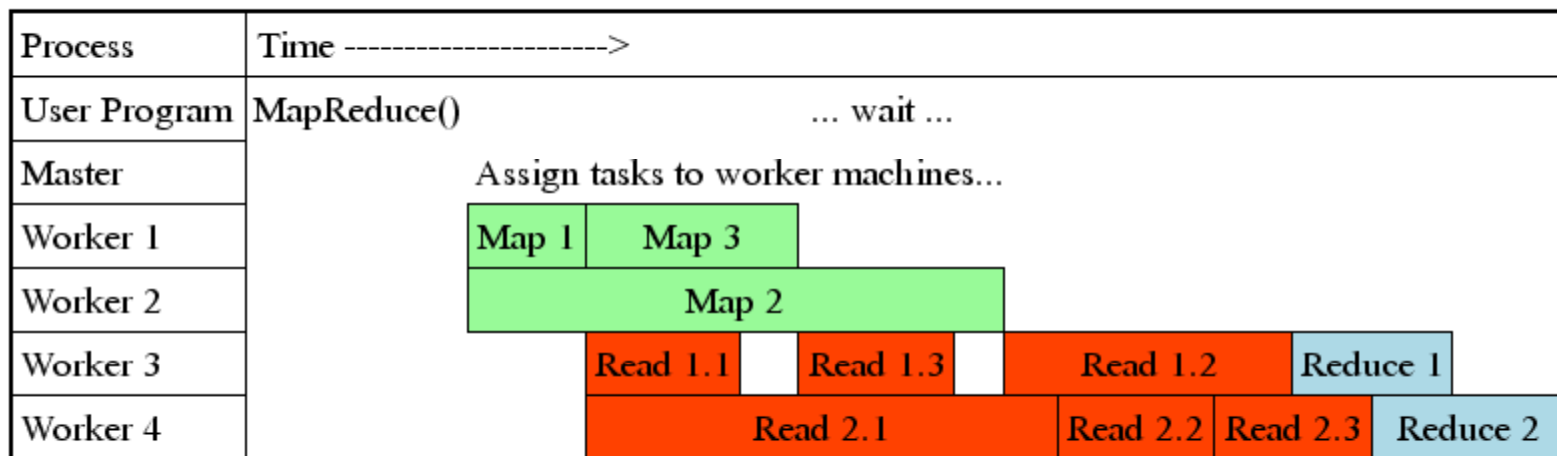 Process Time ---------------------->
User Program MapReduce() ... wait ...
Master Assign tasks to worker machines...
Worker 1 Map 1 Map 3
Worker 2 Map 2
Worker 3 Read 1.1 Read 1.3 Read 1.2 Reduce 1
Worker 4 Read 2.1 Read 2.2 Read 2.3 Reduce 2